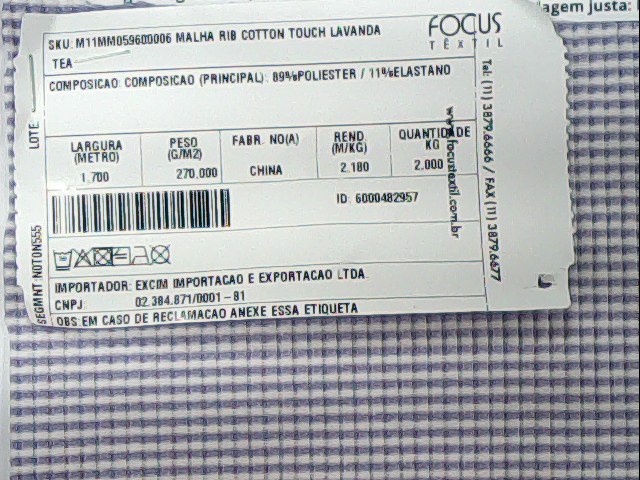 agem justa:
FOCUS
TÊXTIL
SKU: M11MM059600006 MALHA RIB COTTON TOUCH LAVANDA
TEA
COMPOSICAO: COMPOSICAO (PRINCIPAL): 89%POLIESTER / 11%ELASTANO
LARGURA (METRO) PESO (G/M2) FABR. NO(A) REND. (M/KG) QUANTIDADE KG
1.700 270.000 CHINA 2.180 2.000
ID: 6000482957
IMPORTADOR: EXCIM IMPORTACAO E EXPORTACAO LTDA.
CNPJ: 02.384.871/0001-81
OBS:EM CASO DE RECLAMACAO ANEXE ESSA ETIQUETA
LOTE:
SEGMNT NOTON555
www.focustextil.com.br
Tel: (11) 3879.6666 / FAX (11) 3879.6677